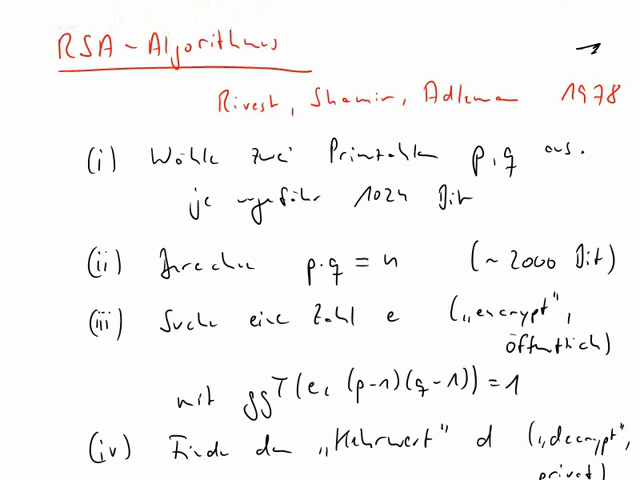 RSA-Algorithmus
Rivest, Shamir, Adleman 1978
(i) Wähle zwei Primzahlen p, q aus.
je ungefähr 1024 Bit
(ii) Berechne p·q = n (~ 2000 Bit)
(iii) Suche eine Zahl e („encrypt",
öffentlich)
mit ggT(e, (p-1)(q-1)) = 1
(iv) Finde den „Kehrwert" d („decrypt",
privat)